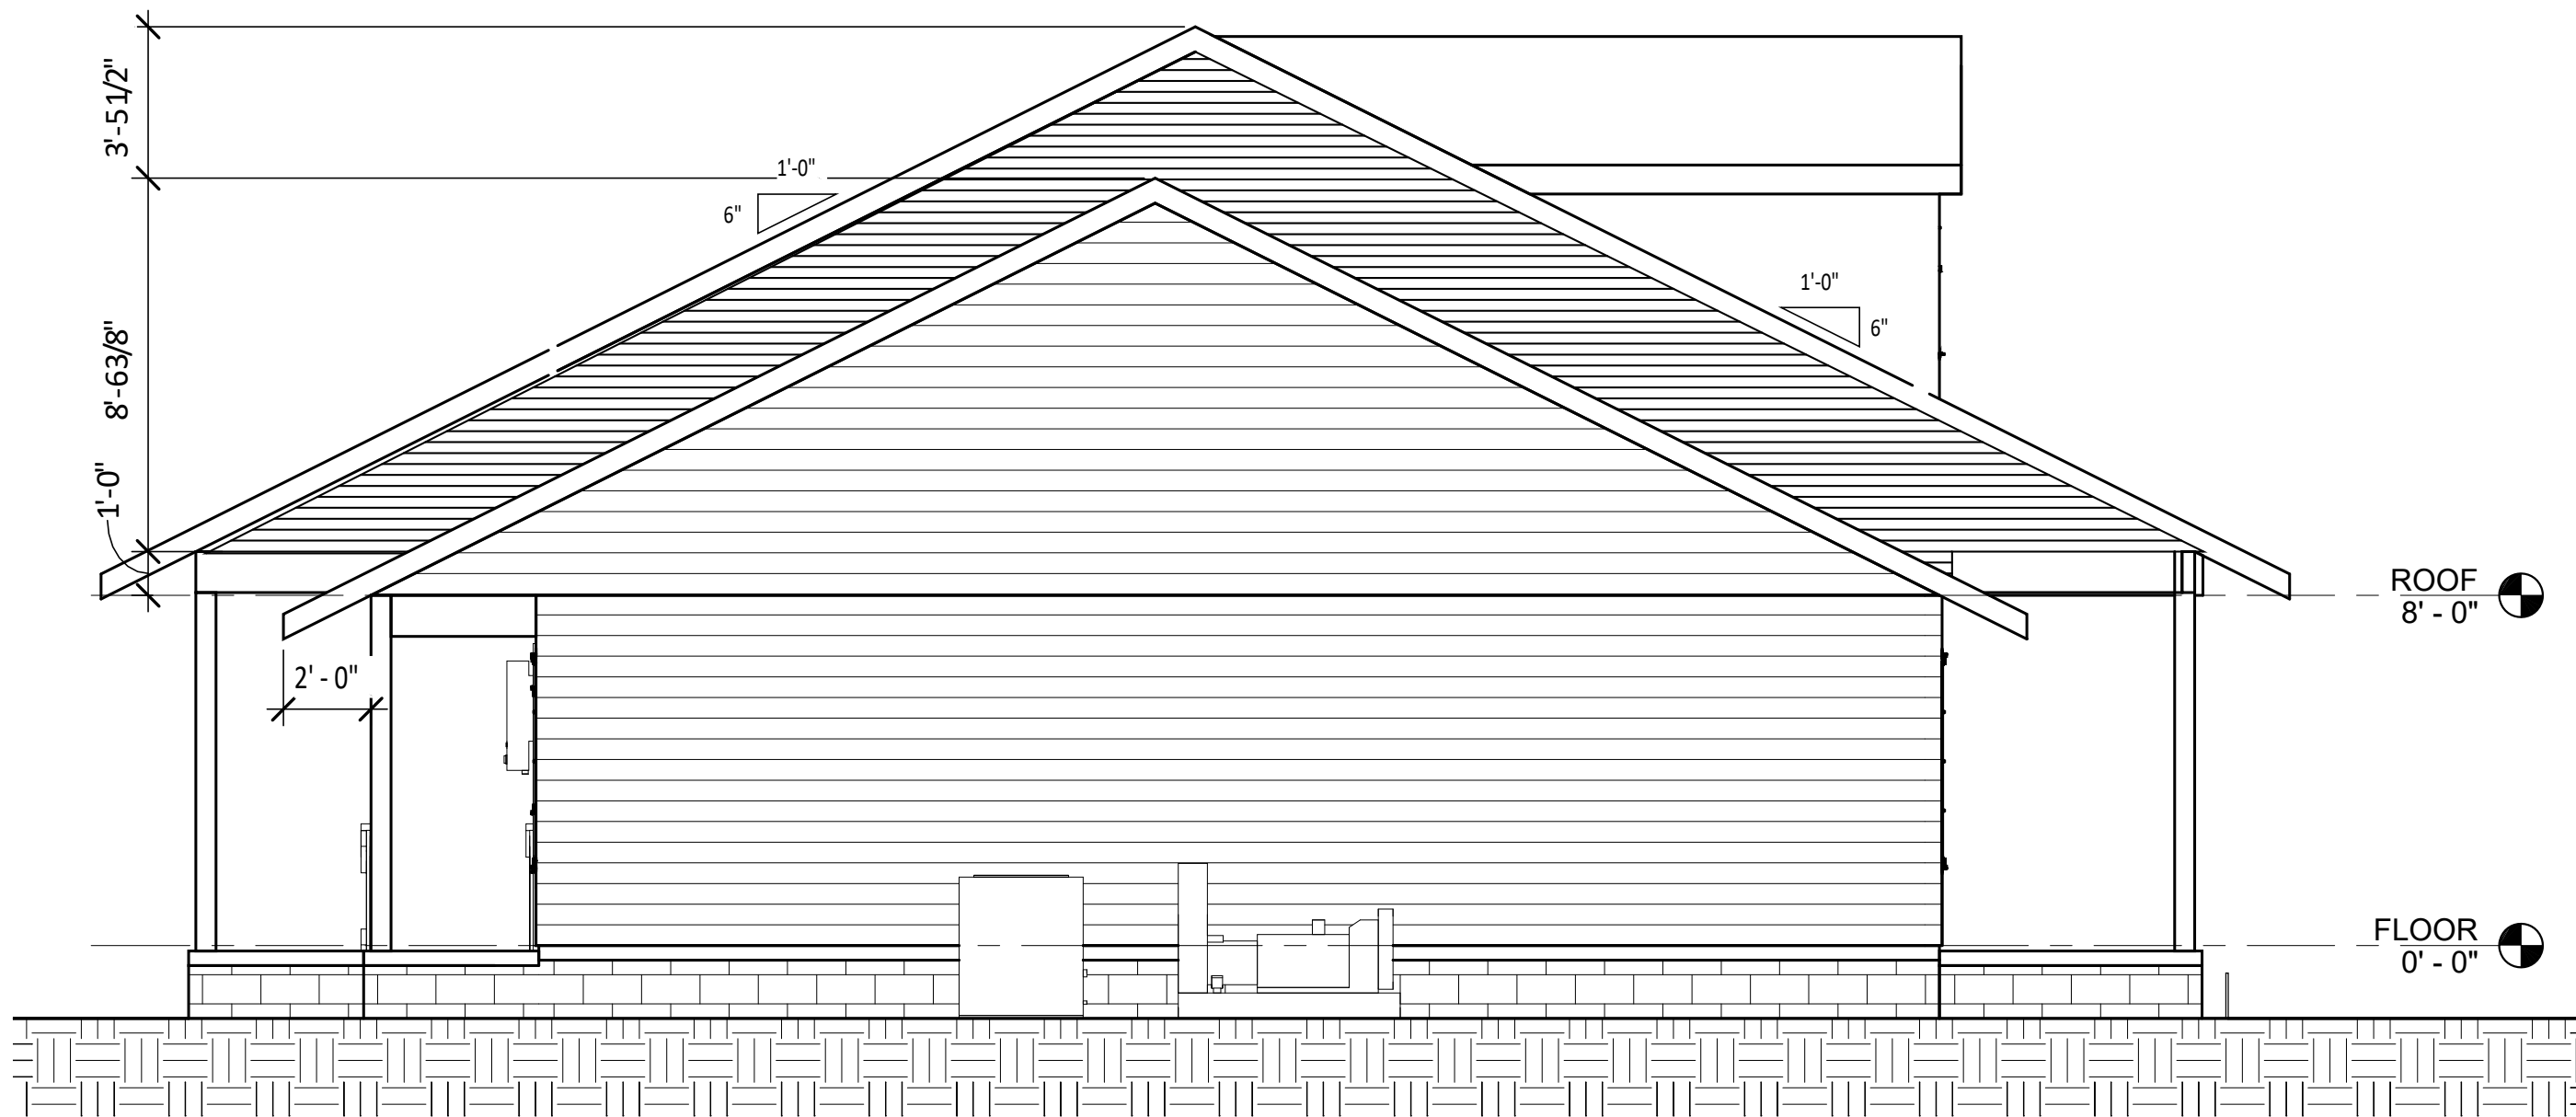 3'-51/2"
1'-0"
6"
1'-0"
6"
8'-63/8"
1'-0"
ROOF
8' - 0"
2' - 0"
FLOOR
0' - 0"